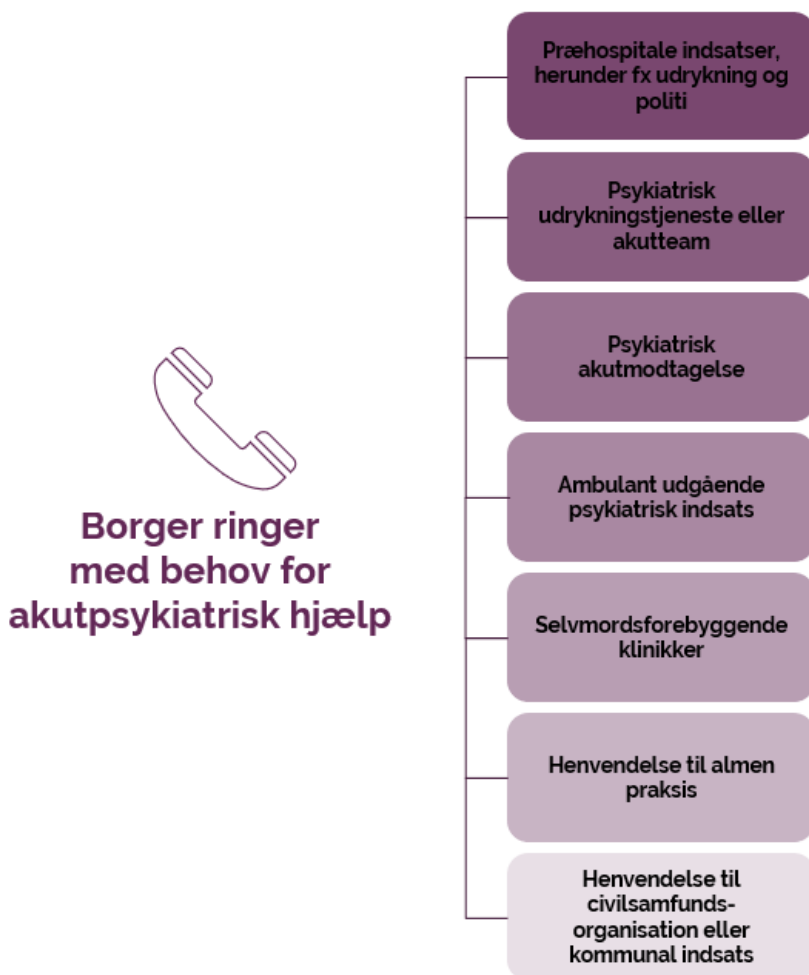 Præhospitale indsatser,
herunder fx udrykning og
politi
Psykiatrisk
udrykningstjeneste eller
akutteam
Psykiatrisk
akutmodtagelse
Ambulant udgående
psykiatrisk indsats
Borger ringer
med behov for
akutpsykiatrisk hjælp
Selvmordsforebyggende
klinikker
Henvendelse til almen
praksis
Henvendelse til
civilsamfunds-
organisation eller
kommunal indsats